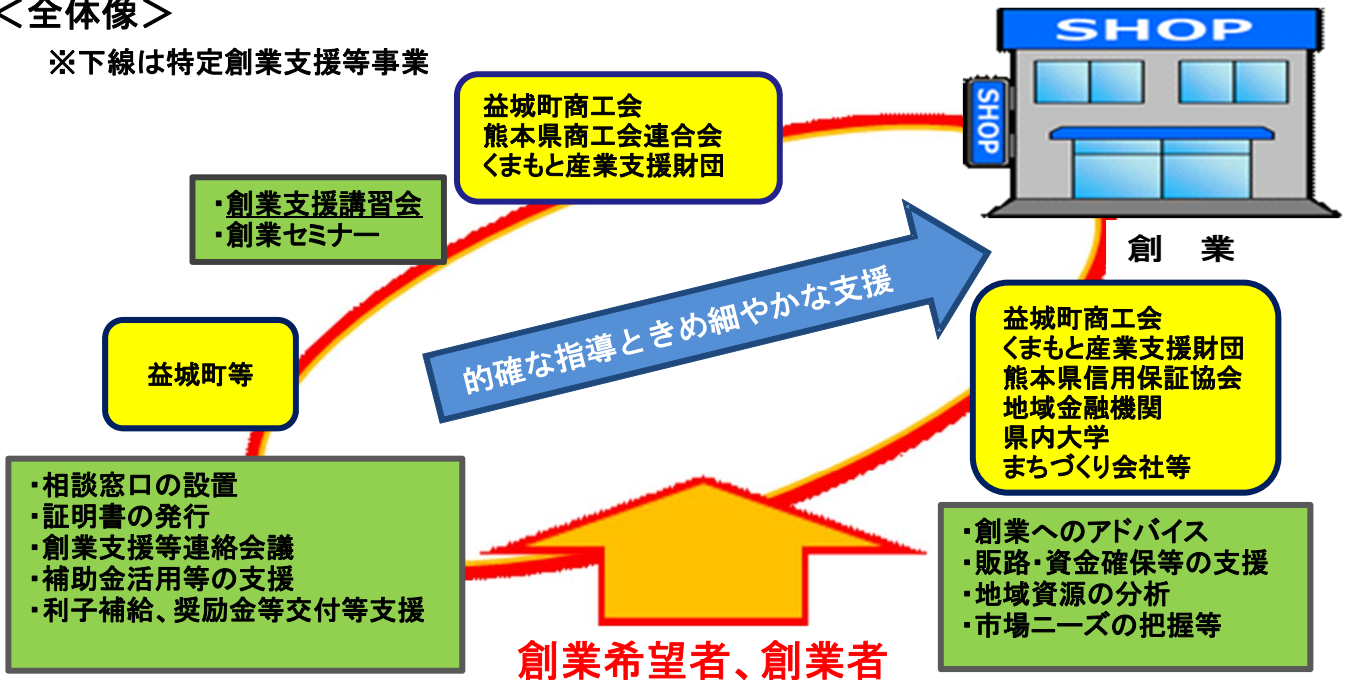 <全体像>
※下線は特定創業支援等事業
SHOP
SHOP
益城町商工会
熊本県商工会連合会
くまもと産業支援財団
・創業支援講習会
・創業セミナー
創 業
的確な指導ときめ細やかな支援
益城町等
益城町商工会
くまもと産業支援財団
熊本県信用保証協会
地域金融機関
県内大学
まちづくり会社等
・相談窓口の設置
・証明書の発行
・創業支援等連絡会議
・補助金活用等の支援
・利子補給、奨励金等交付等支援
・創業へのアドバイス
・販路・資金確保等の支援
・地域資源の分析
・市場ニーズの把握等
創業希望者、創業者